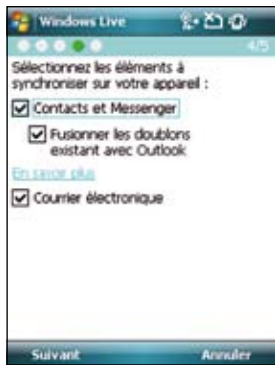 Windows Live
4/5
Sélectionnez les éléments à
synchroniser sur votre appareil :
Contacts et Messenger
Fusionner les doublons
existant avec Outlook
En savoir plus
Courrier électronique
Suivant Annuler